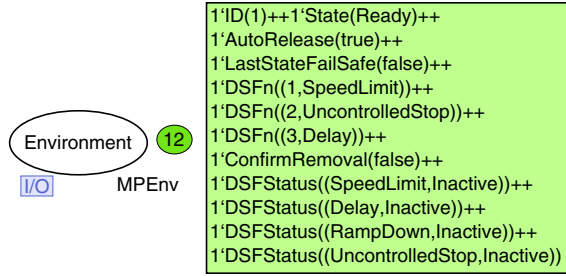 Environment
12
I/O
MPEnv
1‘ID(1)++1‘State(Ready)++
1‘AutoRelease(true)++
1‘LastStateFailSafe(false)++
1‘DSFn((1,SpeedLimit))++
1‘DSFn((2,UncontrolledStop))++
1‘DSFn((3,Delay))++
1‘ConfirmRemoval(false)++
1‘DSFStatus((SpeedLimit,Inactive))++
1‘DSFStatus((Delay,Inactive))++
1‘DSFStatus((RampDown,Inactive))++
1‘DSFStatus((UncontrolledStop,Inactive))